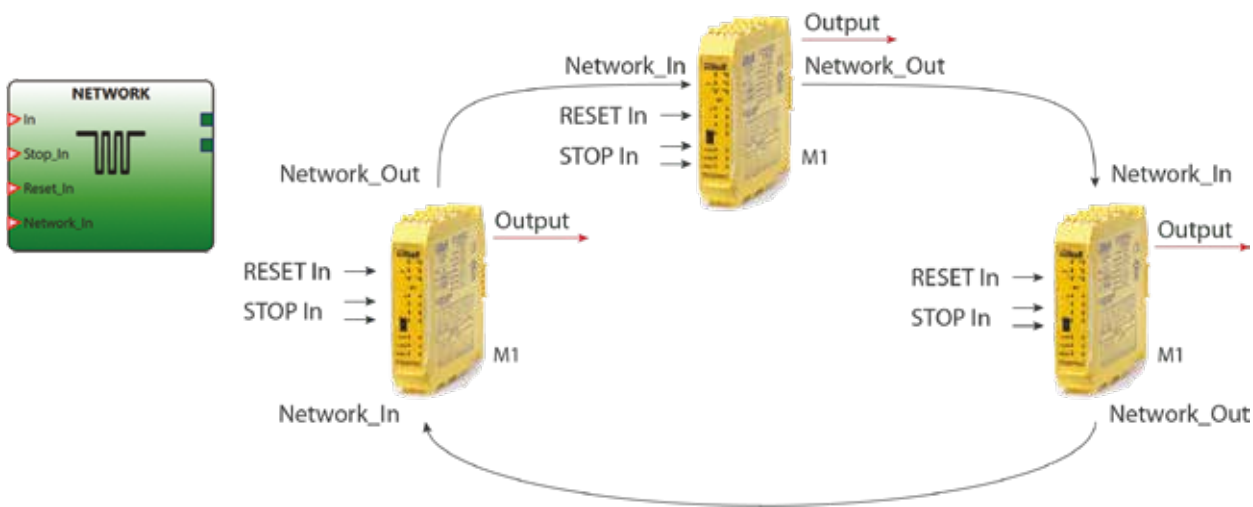 NETWORK
In
Stop_In
Reset_In
Network_In
Output
Network_In
Network_Out
RESET In
STOP In
M1
Network_Out
Output
RESET In
STOP In
M1
Network_In
Network_In
Output
RESET In
STOP In
M1
Network_Out